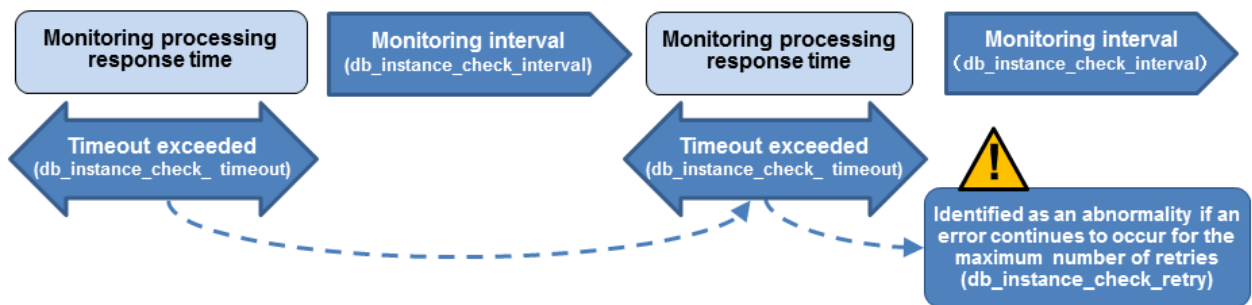 Monitoring processing
response time
Monitoring interval
(db_instance_check_interval)
Monitoring processing
response time
Monitoring interval
（db_instance_check_interval）
Timeout exceeded
(db_instance_check_ timeout)
Timeout exceeded
(db_instance_check_ timeout)
!
Identified as an abnormality if an
error continues to occur for the
maximum number of retries
(db_instance_check_retry)